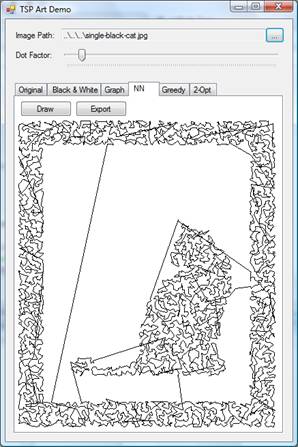 TSP Art Demo
Image Path: ..\..\..\single-black-cat.jpg ...
Dot Factor:
Original Black & White Graph NN Greedy 2-Opt
Draw Export